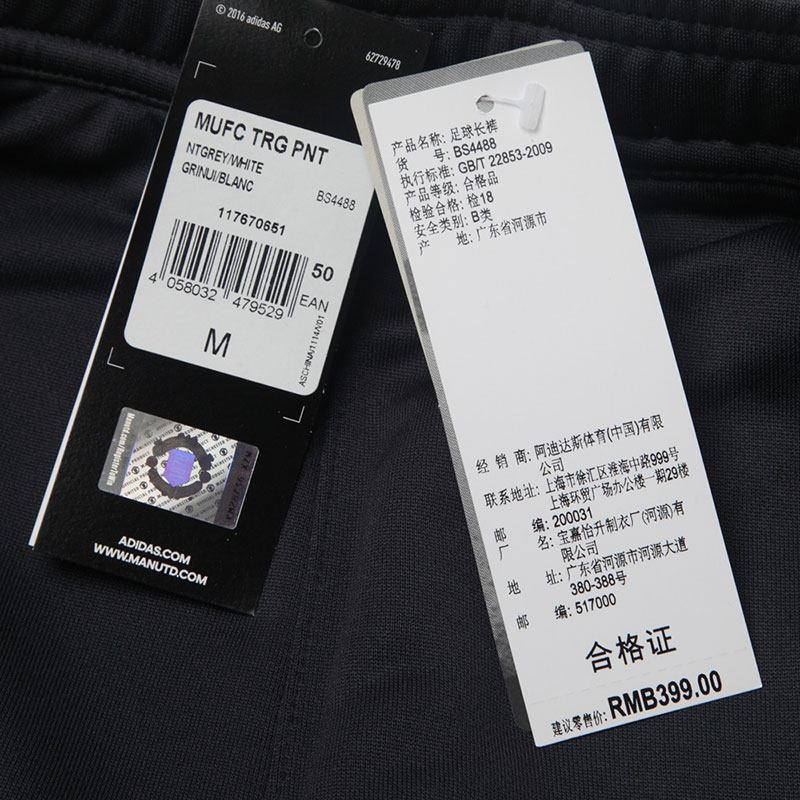 © 2016 adidas AG
62729478
MUFC TRG PNT
NTGREY/WHITE
GRINUI/BLANC
BS4488
117670651
50
4 058032 479529
EAN
M
ASCHINA/1114/V01
ADIDAS.COM
WWW.MANUTD.COM
产品名称: 足球长裤
货 号: BS4488
执行标准: GB/T 22853-2009
产品等级: 合格品
检验合格: 检18
安全类别: B类
产 地: 广东省河源市
经 销 商: 阿迪达斯体育(中国)有限
公司
联系地址: 上海市徐汇区淮海中路999号
上海环贸广场办公楼一期29楼
邮 编: 200031
厂 名: 宝嘉怡升制衣厂(河源)有
限公司
地 址: 广东省河源市河源大道
380-388号
邮 编: 517000
合格证
建议零售价: RMB399.00